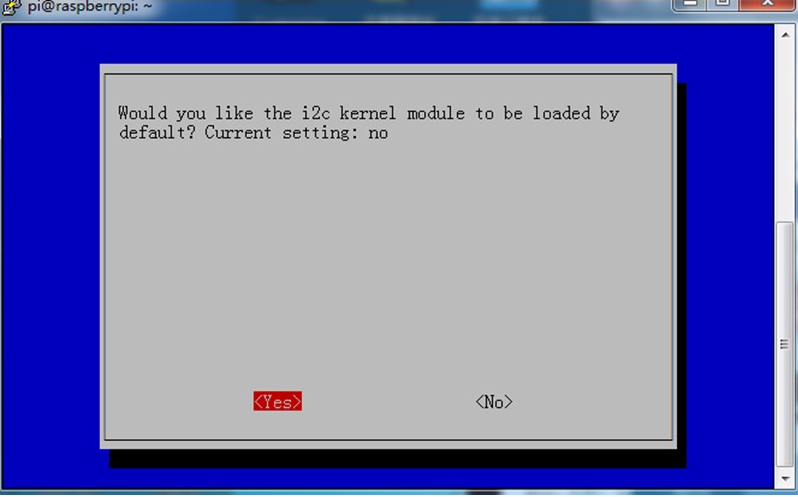 pi@raspberrypi: ~
Would you like the i2c kernel module to be loaded by
default? Current setting: no
<Yes> <No>